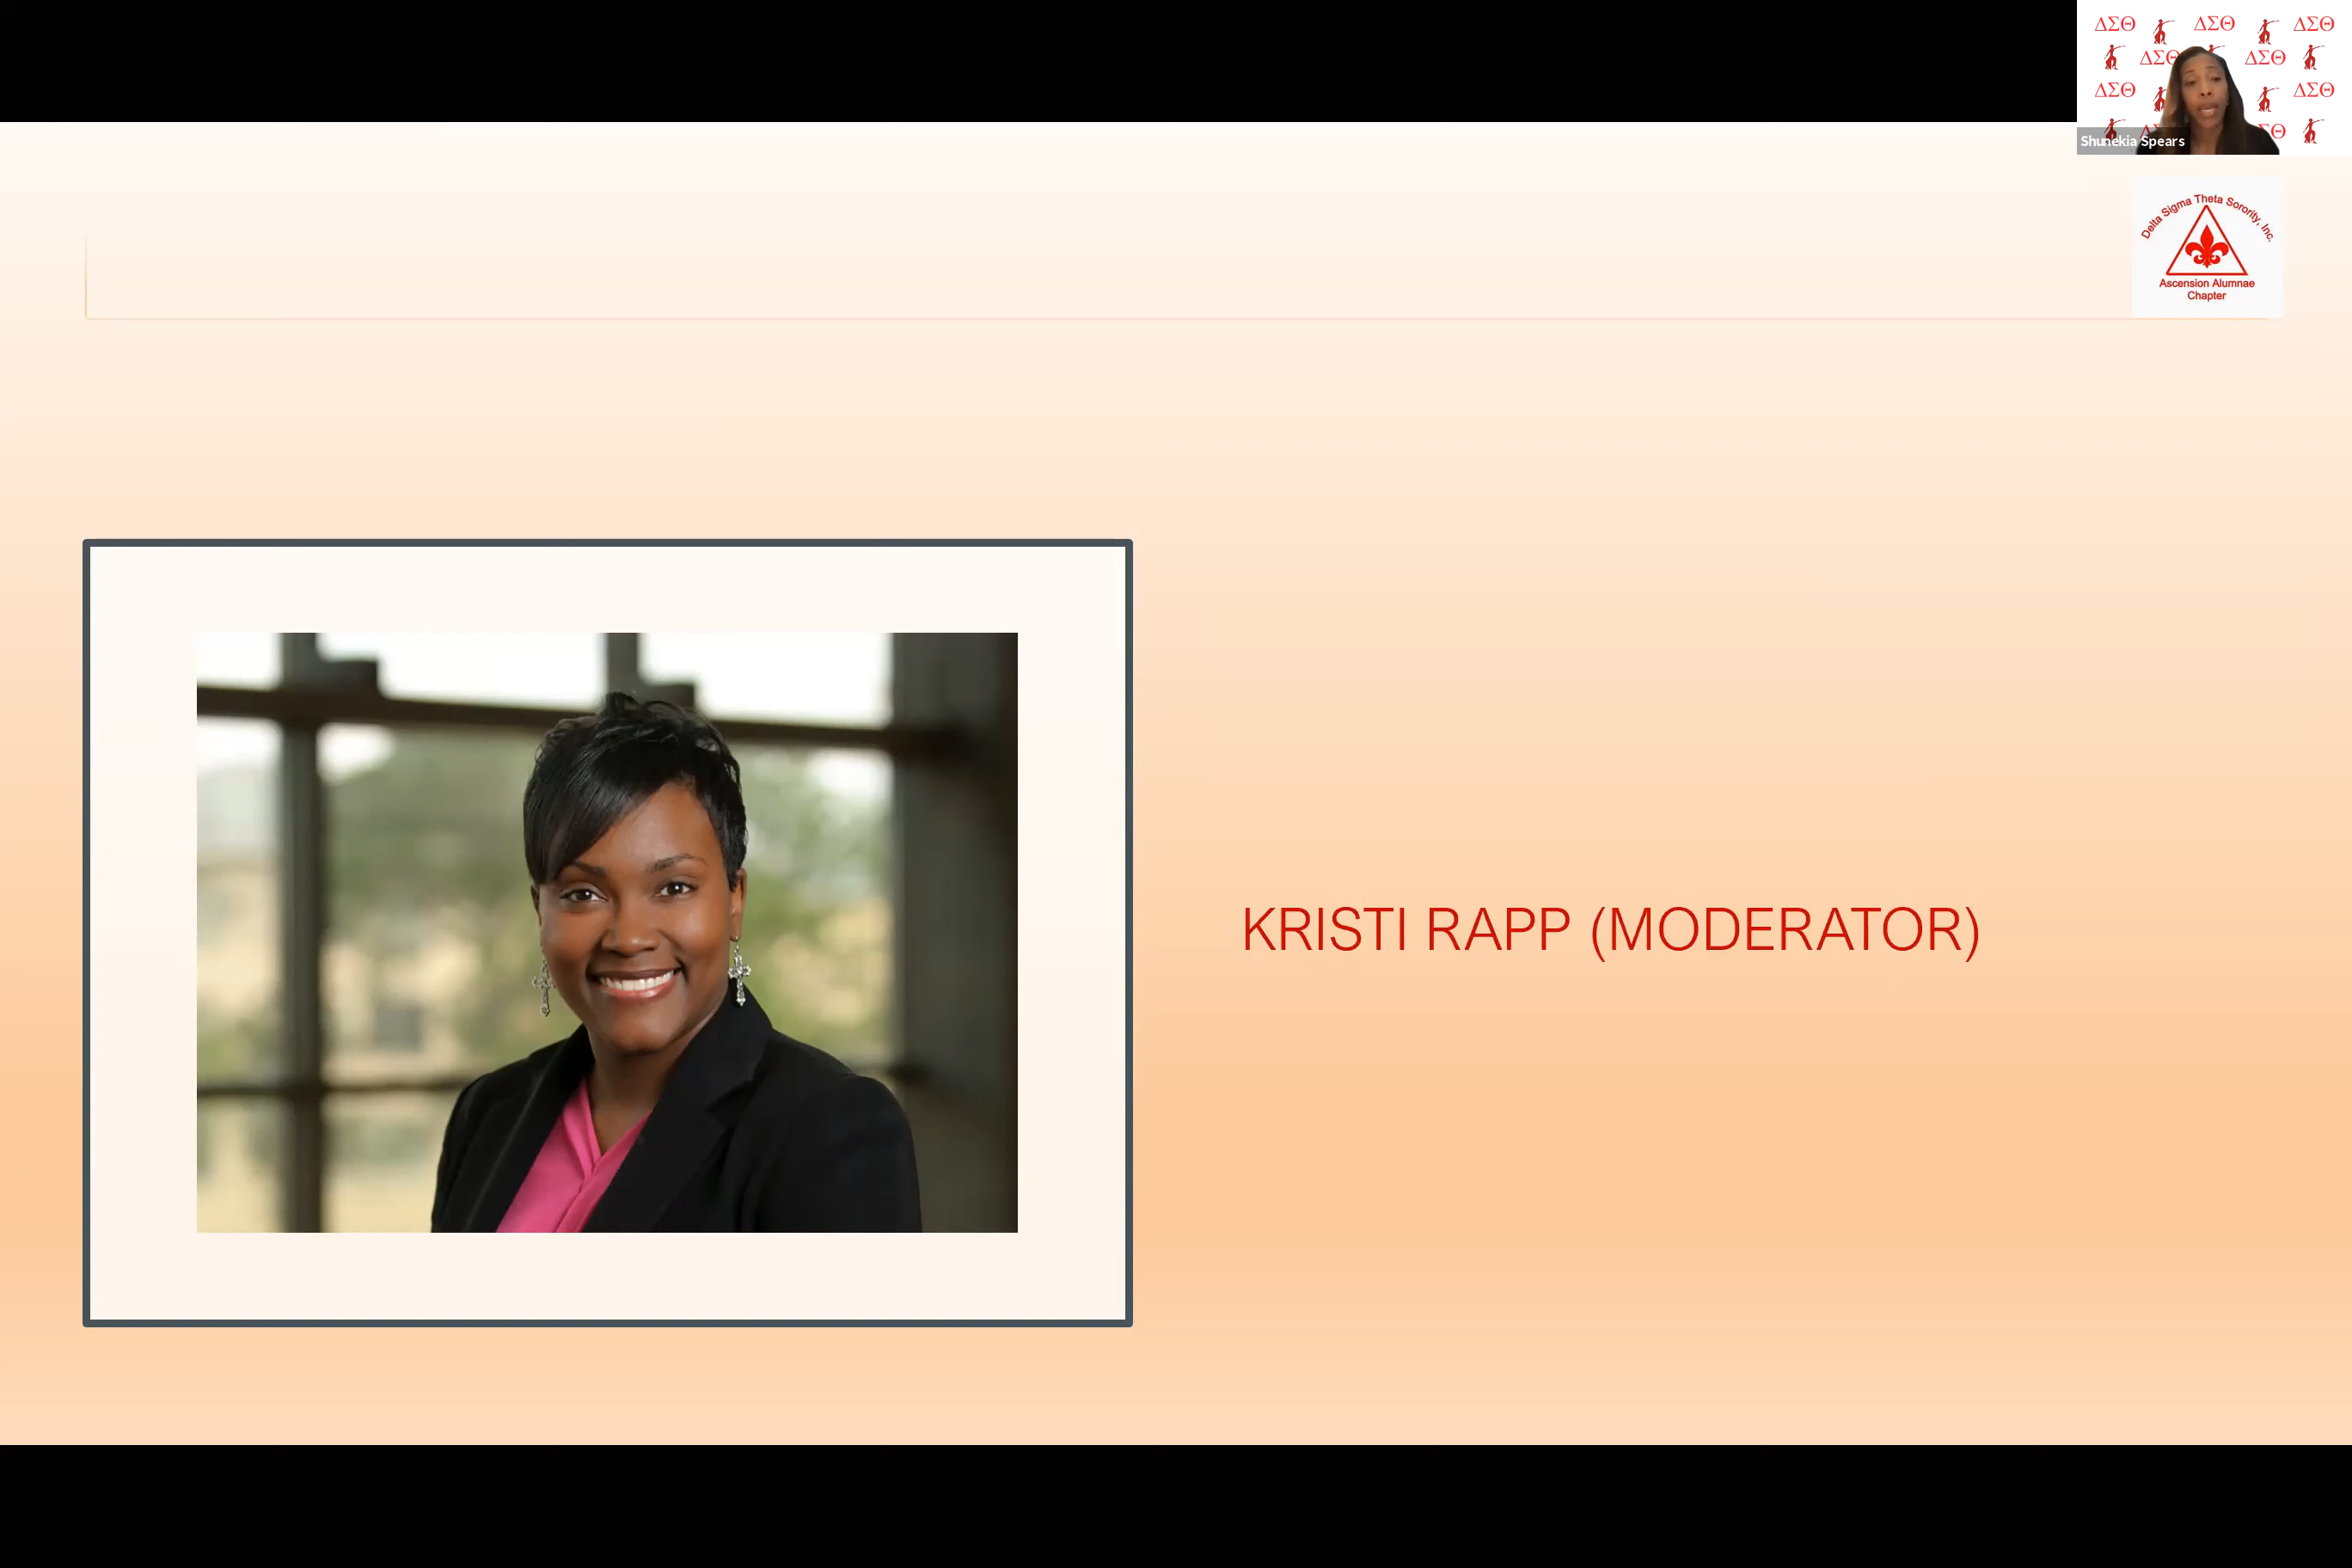 ΔΣΘ ΔΣΘ ΔΣΘ
ΔΣΘ ΔΣΘ
ΔΣΘ ΔΣΘ
Shunekia Spears
Delta Sigma Theta Sorority, Inc.
Ascension Alumnae
Chapter
KRISTI RAPP (MODERATOR)